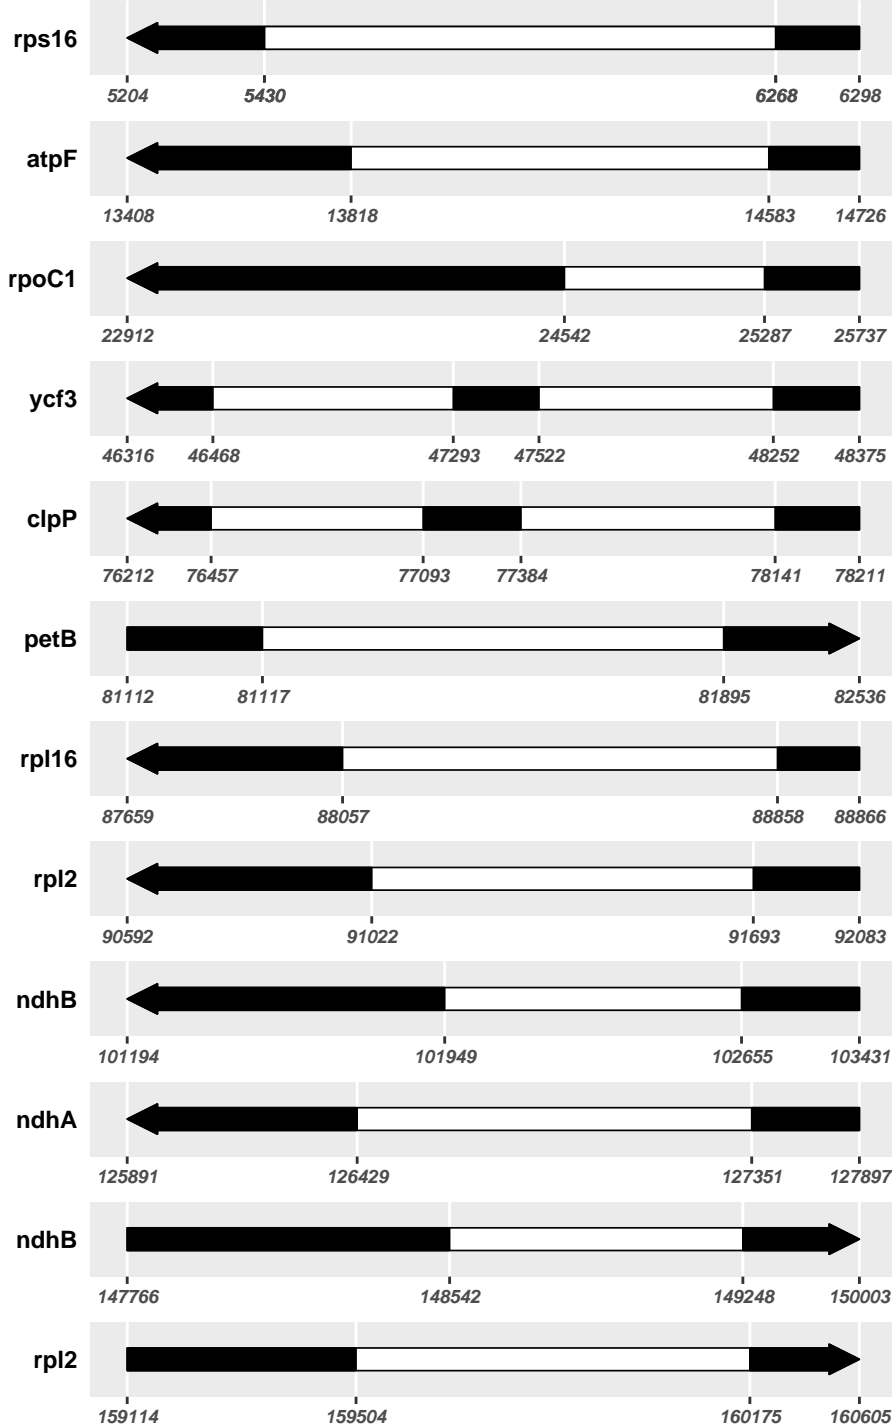 rps16
5204 5430 6268 6298
atpF
13408 13818 14583 14726
rpoC1
22912 24542 25287 25737
ycf3
46316 46468 47293 47522 48252 48375
clpP
76212 76457 77093 77384 78141 78211
petB
81112 81117 81895 82536
rpl16
87659 88057 88858 88866
rpl2
90592 91022 91693 92083
ndhB
101194 101949 102655 103431
ndhA
125891 126429 127351 127897
ndhB
147766 148542 149248 150003
rpl2
159114 159504 160175 160605